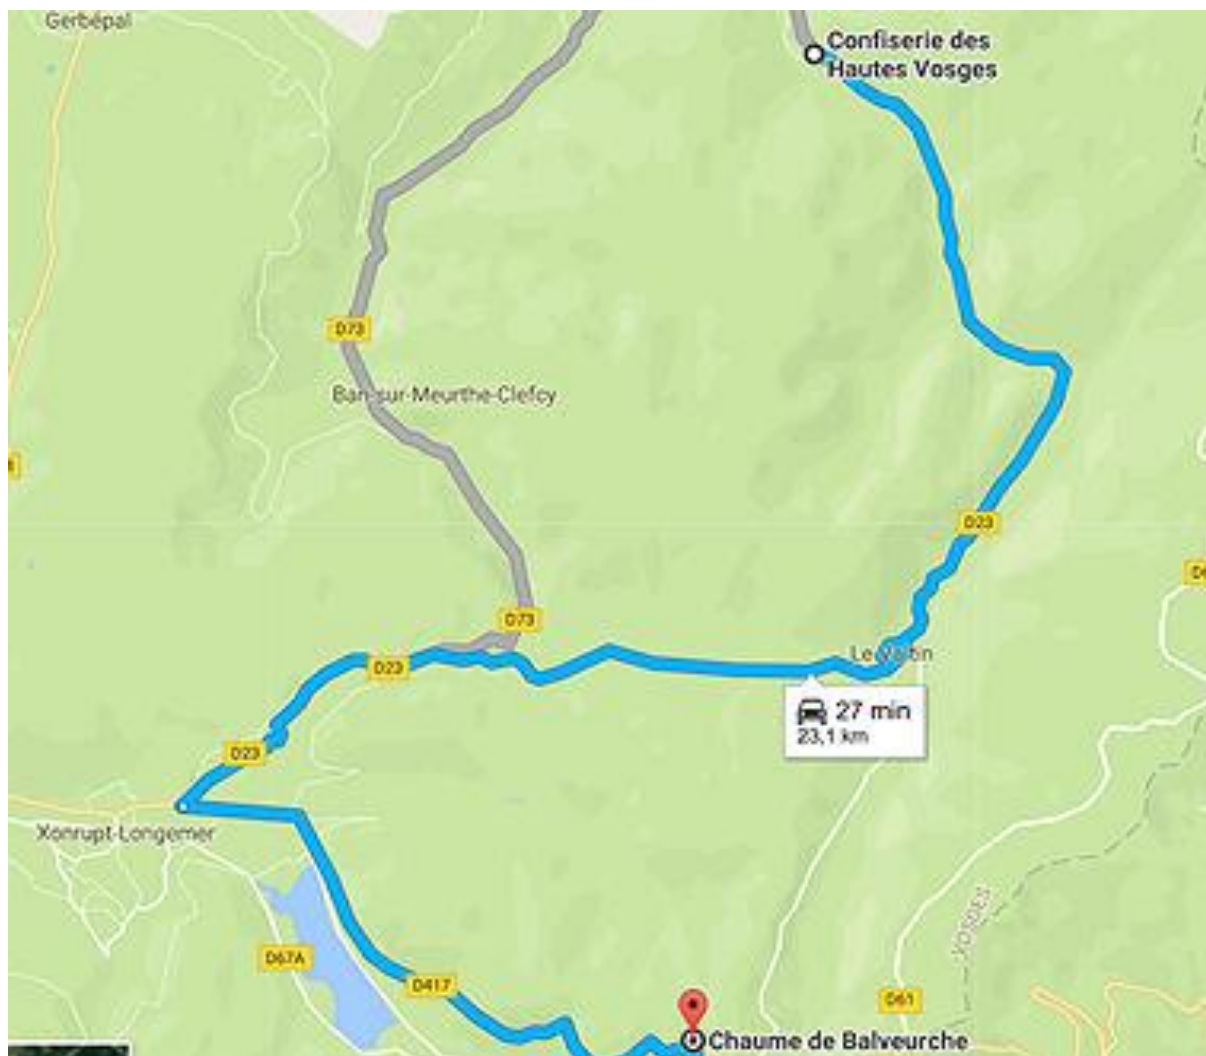 Gerbépal
Confiserie des
Hautes Vosges
D73
Ban-sur-Meurthe-Clefcy
D23
D73
Le Valtin
D23
27 min
23,1 km
D23
Xonrupt-Longemer
VOSGES
D67A
D417
D61
Chaume de Balveurche